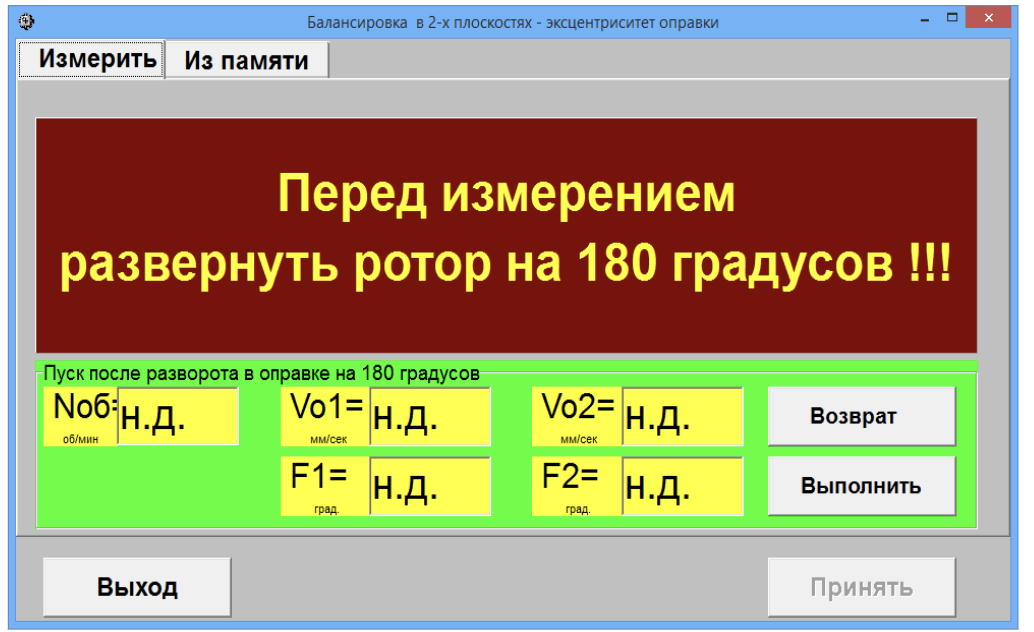 Балансировка в 2-х плоскостях - эксцентриситет оправки
Измерить Из памяти
Перед измерением
развернуть ротор на 180 градусов !!!
Пуск после разворота в оправке на 180 градусов
Nоб= н.д. Vo1= н.д. Vo2= н.д. Возврат
об/мин мм/сек мм/сек
F1= н.д. F2= н.д. Выполнить
град. град.
Выход Принять